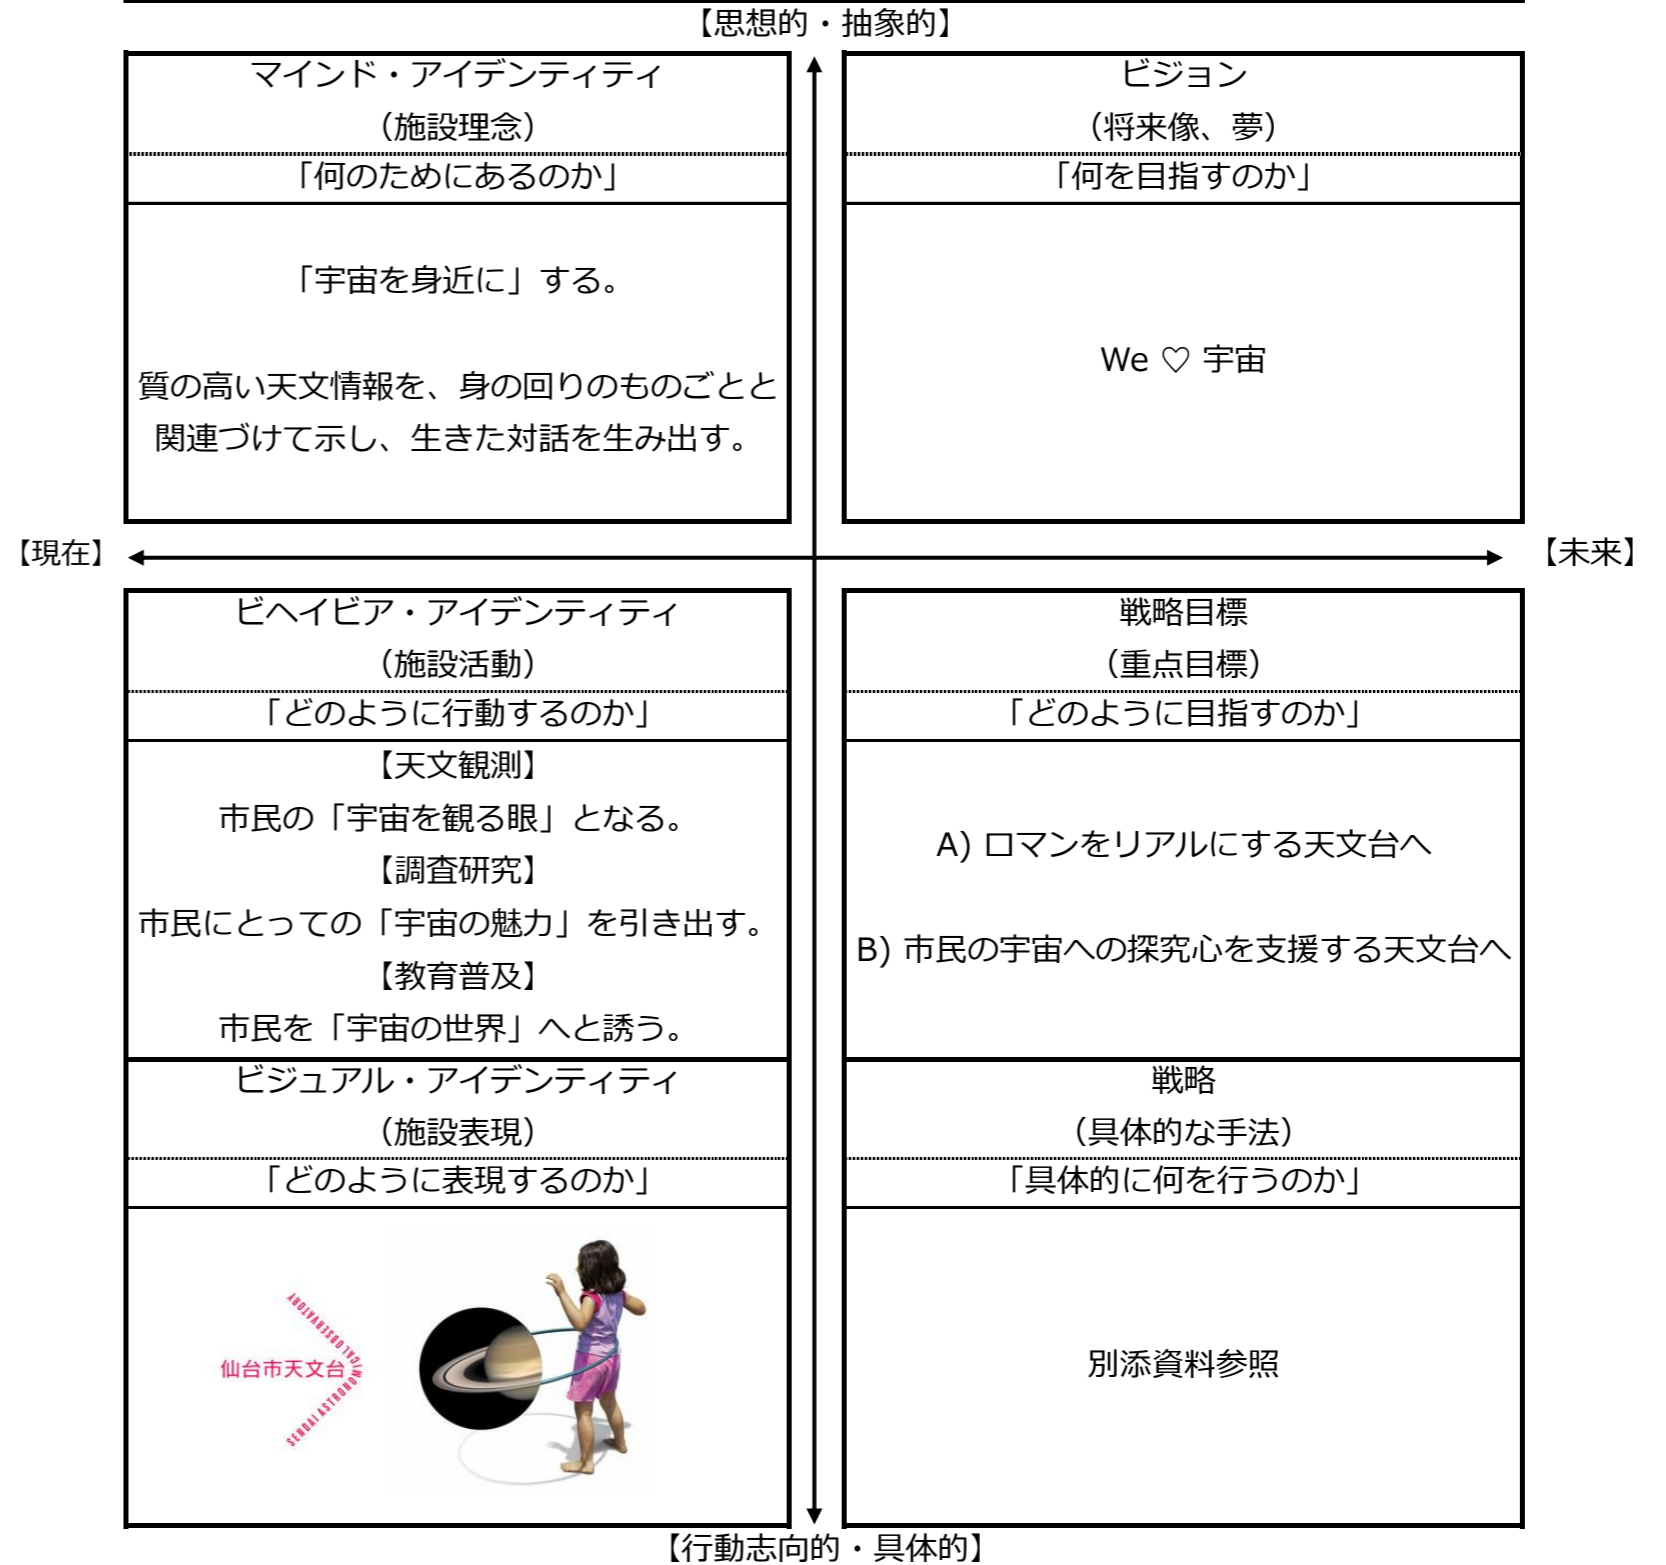 【思想的・抽象的】
マインド・アイデンティティ
（施設理念）
「何のためにあるのか」
「宇宙を身近に」する。
質の高い天文情報を、身の回りのものごとと
関連づけて示し、生きた対話を生み出す。
ビジョン
（将来像、夢）
「何を目指すのか」
We ♡ 宇宙
【現在】
【未来】
ビヘイビア・アイデンティティ
（施設活動）
「どのように行動するのか」
【天文観測】
市民の「宇宙を観る眼」となる。
【調査研究】
市民にとっての「宇宙の魅力」を引き出す。
【教育普及】
市民を「宇宙の世界」へと誘う。
戦略目標
（重点目標）
「どのように目指すのか」
A) ロマンをリアルにする天文台へ
B) 市民の宇宙への探究心を支援する天文台へ
ビジュアル・アイデンティティ
（施設表現）
「どのように表現するのか」
仙台市天文台
SENDAI ASTRONOMICAL OBSERVATORY
戦略
（具体的な手法）
「具体的に何を行うのか」
別添資料参照
【行動志向的・具体的】